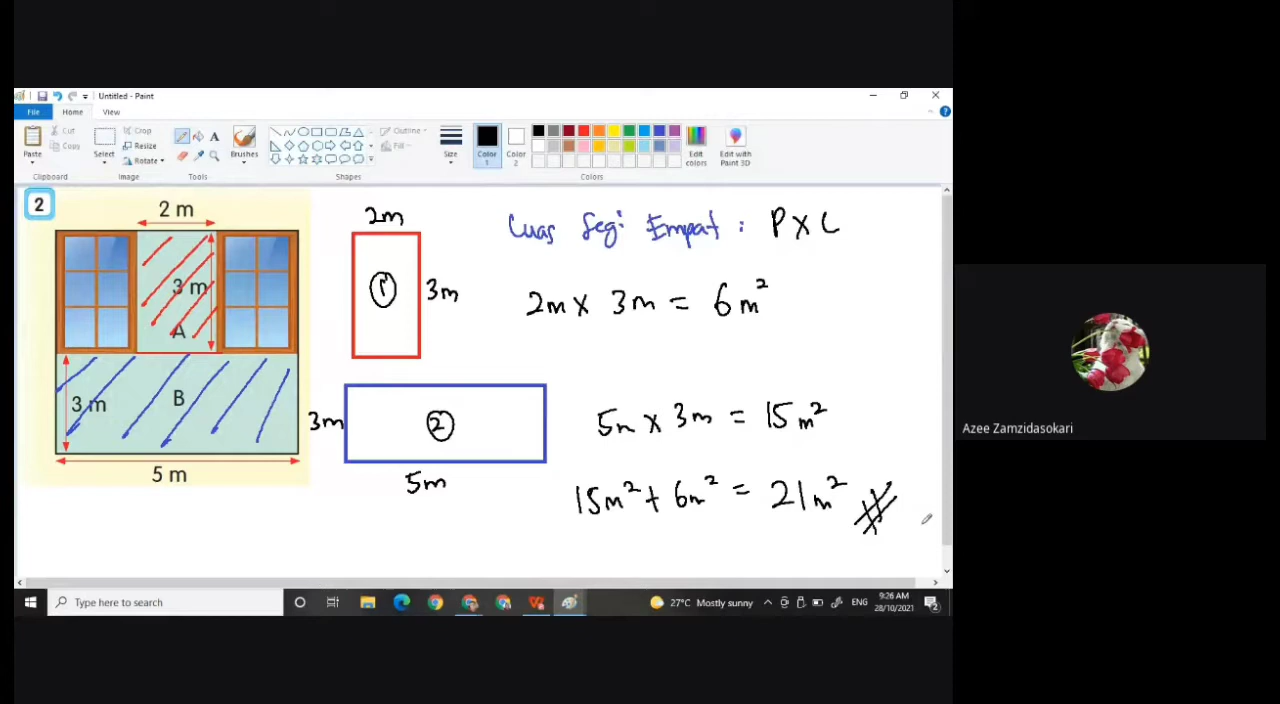 Untitled - Paint
File
Home
View
Paste
Cut
Copy
Clipboard
Select
Crop
Resize
Rotate
Image
Tools
Brushes
Outline
Fill
Shapes
Size
Color 1
Color 2
Edit colors
Edit with Paint 3D
Colors
2
2 m
3 m
A
3 m
B
5 m
2m
1
3m
3m
2
5m
Luas Segi Empat : P X L
2m x 3m = 6m²
5m x 3m = 15m²
15m² + 6m² = 21m²
Azee Zamzidasokari
Type here to search
27°C Mostly sunny
ENG
9:26 AM
28/10/2021
2